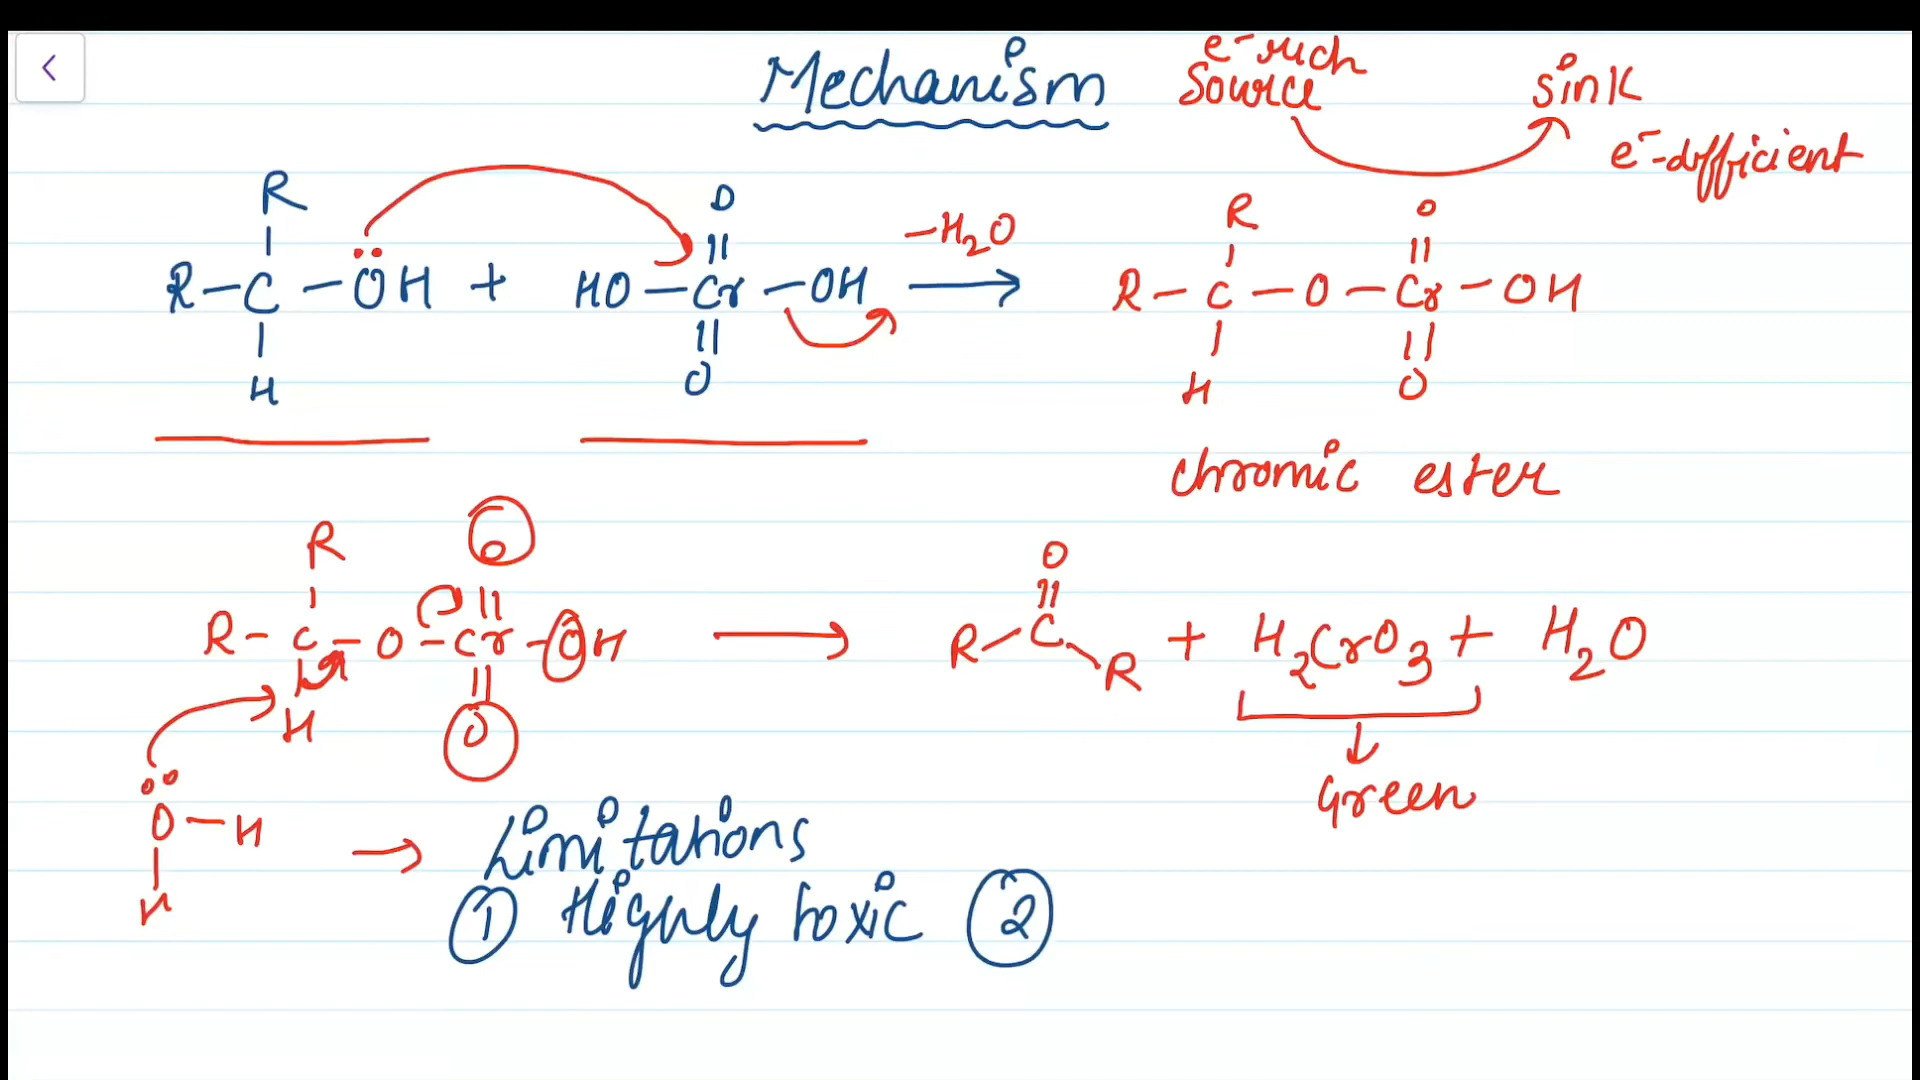 Mechanism
e⁻ rich
Source
sink
e⁻-difficient
R
R-C-ÖH + HO-Cr-OH
H
O
O
-H₂O
→
R
R-C-O-Cr-OH
H
O
O
chromic ester
R
R-C-O-Cr-OH
H
O
O
→
O
R-C-R + H₂CrO₃ + H₂O
Green
O-H
H
→ Limitations
① Highly toxic ②